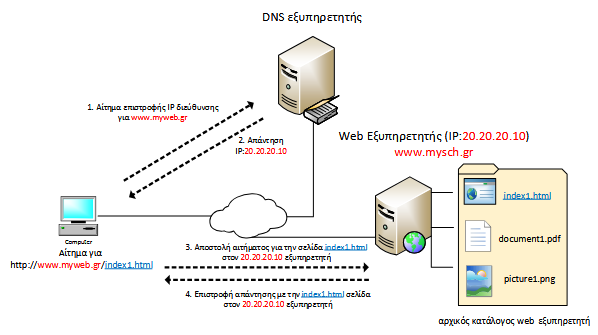 DNS εξυπηρετητής
1. Αίτημα επιστροφής IP διεύθυνσης
για www.myweb.gr
2. Απάντηση
IP:20.20.20.10
Web Εξυπηρετητής (IP:20.20.20.10)
www.mysch.gr
index1.html
document1.pdf
picture1.png
αρχικός κατάλογος web εξυπηρετητή
Computer
Αίτημα για
http://www.myweb.gr/index1.html
3. Αποστολή αιτήματος για την σελίδα index1.html
στον 20.20.20.10 εξυπηρετή
4. Επιστροφή απάντησης με την index1.html σελίδα
στον 20.20.20.10 εξυπηρετή